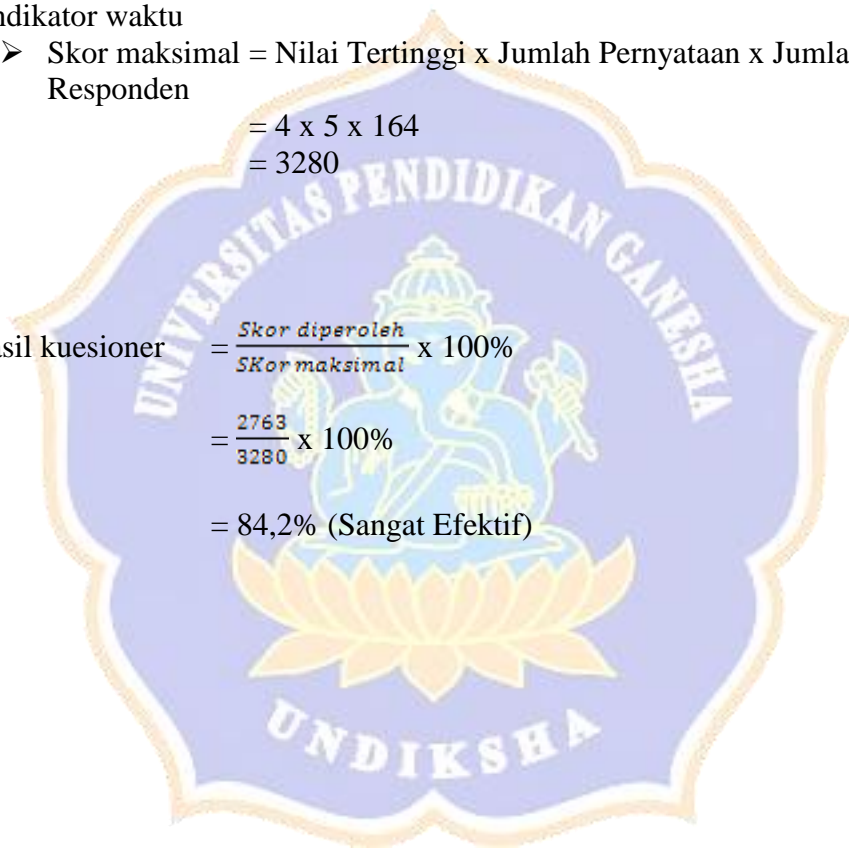 ndikator waktu
➢ Skor maksimal = Nilai Tertinggi x Jumlah Pernyataan x Jumla
Responden
= 4 x 5 x 164
= 3280
UNIVERSITAS PENDIDIKAN GANESHA
asil kuesioner = Skor diperoleh / SKor maksimal x 100%
= 2763 / 3280 x 100%
= 84,2% (Sangat Efektif)
UNDIKSHA